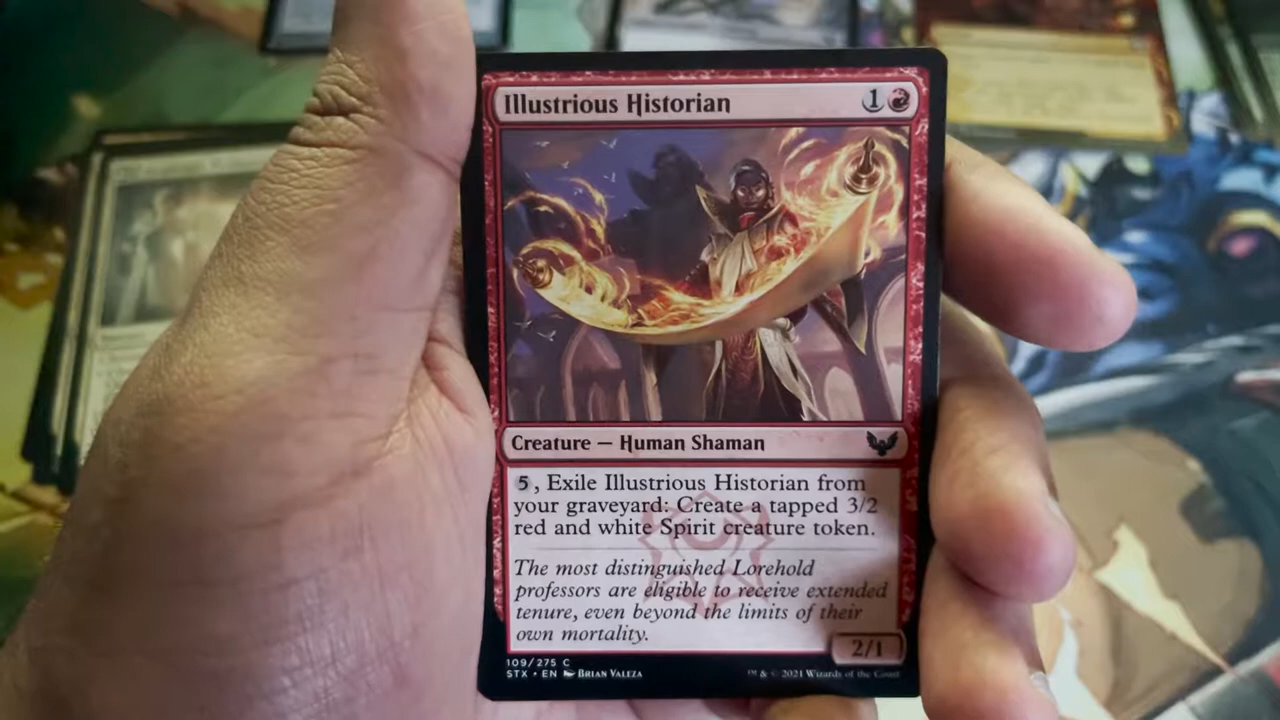 Illustrious Historian 1
Creature — Human Shaman
5, Exile Illustrious Historian from
your graveyard: Create a tapped 3/2
red and white Spirit creature token.
The most distinguished Lorehold
professors are eligible to receive extended
tenure, even beyond the limits of their
own mortality.
2/1
109/275 C
STX • EN Brian Valeza
™ & © 2021 Wizards of the Coast